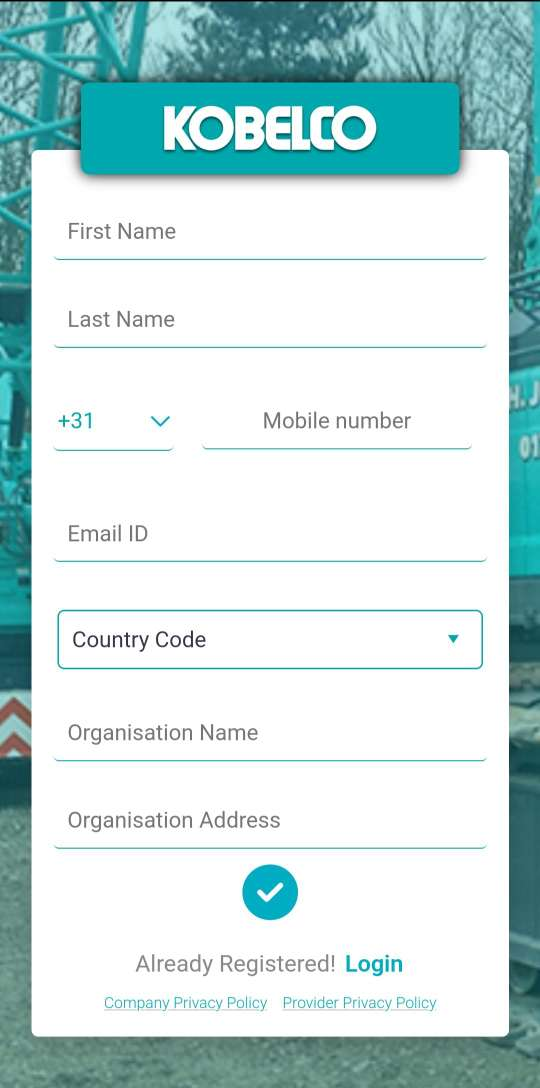 KOBELCO
First Name
Last Name
+31 Mobile number
Email ID
Country Code
Organisation Name
Organisation Address
Already Registered! Login
Company Privacy Policy Provider Privacy Policy